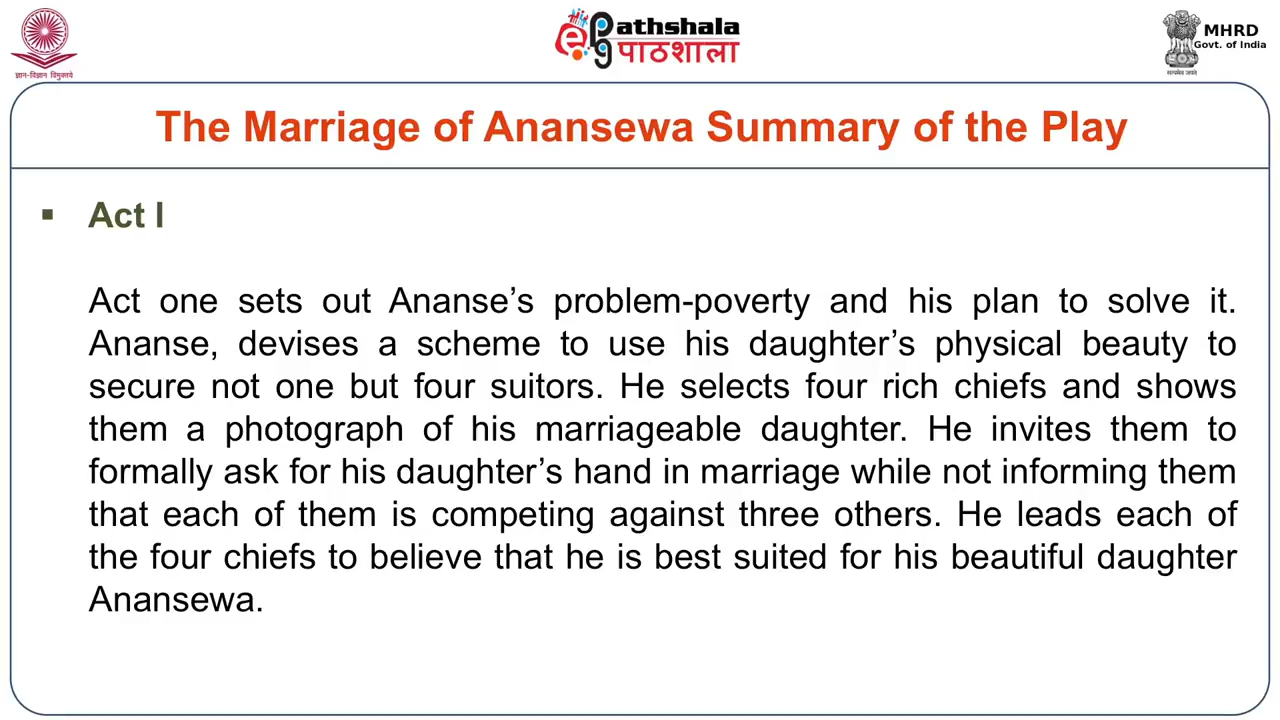 ज्ञान-विज्ञान विमुक्तये
ePathshala
पाठशाला
MHRD
Govt. of India
सत्यमेव जयते
The Marriage of Anansewa Summary of the Play
▪ Act I
Act one sets out Ananse’s problem-poverty and his plan to solve it.
Ananse, devises a scheme to use his daughter’s physical beauty to
secure not one but four suitors. He selects four rich chiefs and shows
them a photograph of his marriageable daughter. He invites them to
formally ask for his daughter’s hand in marriage while not informing them
that each of them is competing against three others. He leads each of
the four chiefs to believe that he is best suited for his beautiful daughter
Anansewa.